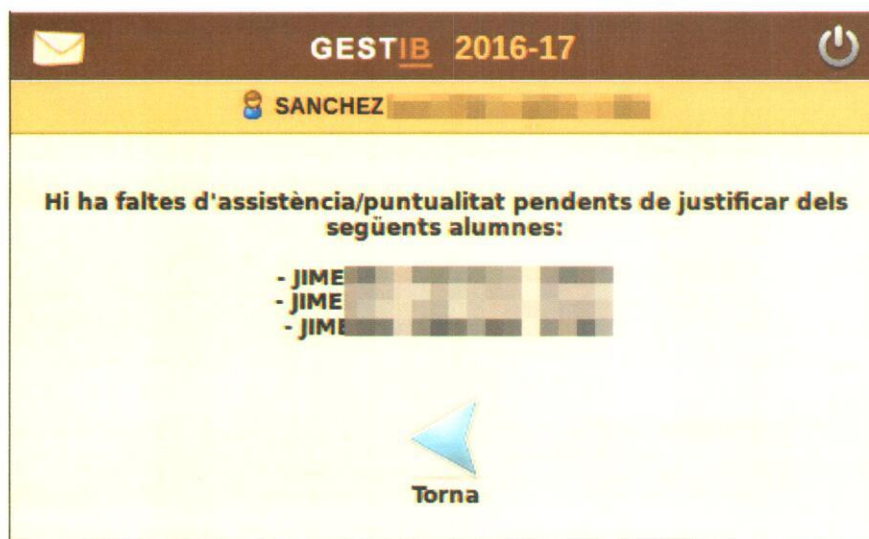 GESTIB 2016-17
SANCHEZ
Hi ha faltes d'assistència/puntualitat pendents de justificar dels
següents alumnes:
- JIME
- JIME
- JIME
Torna